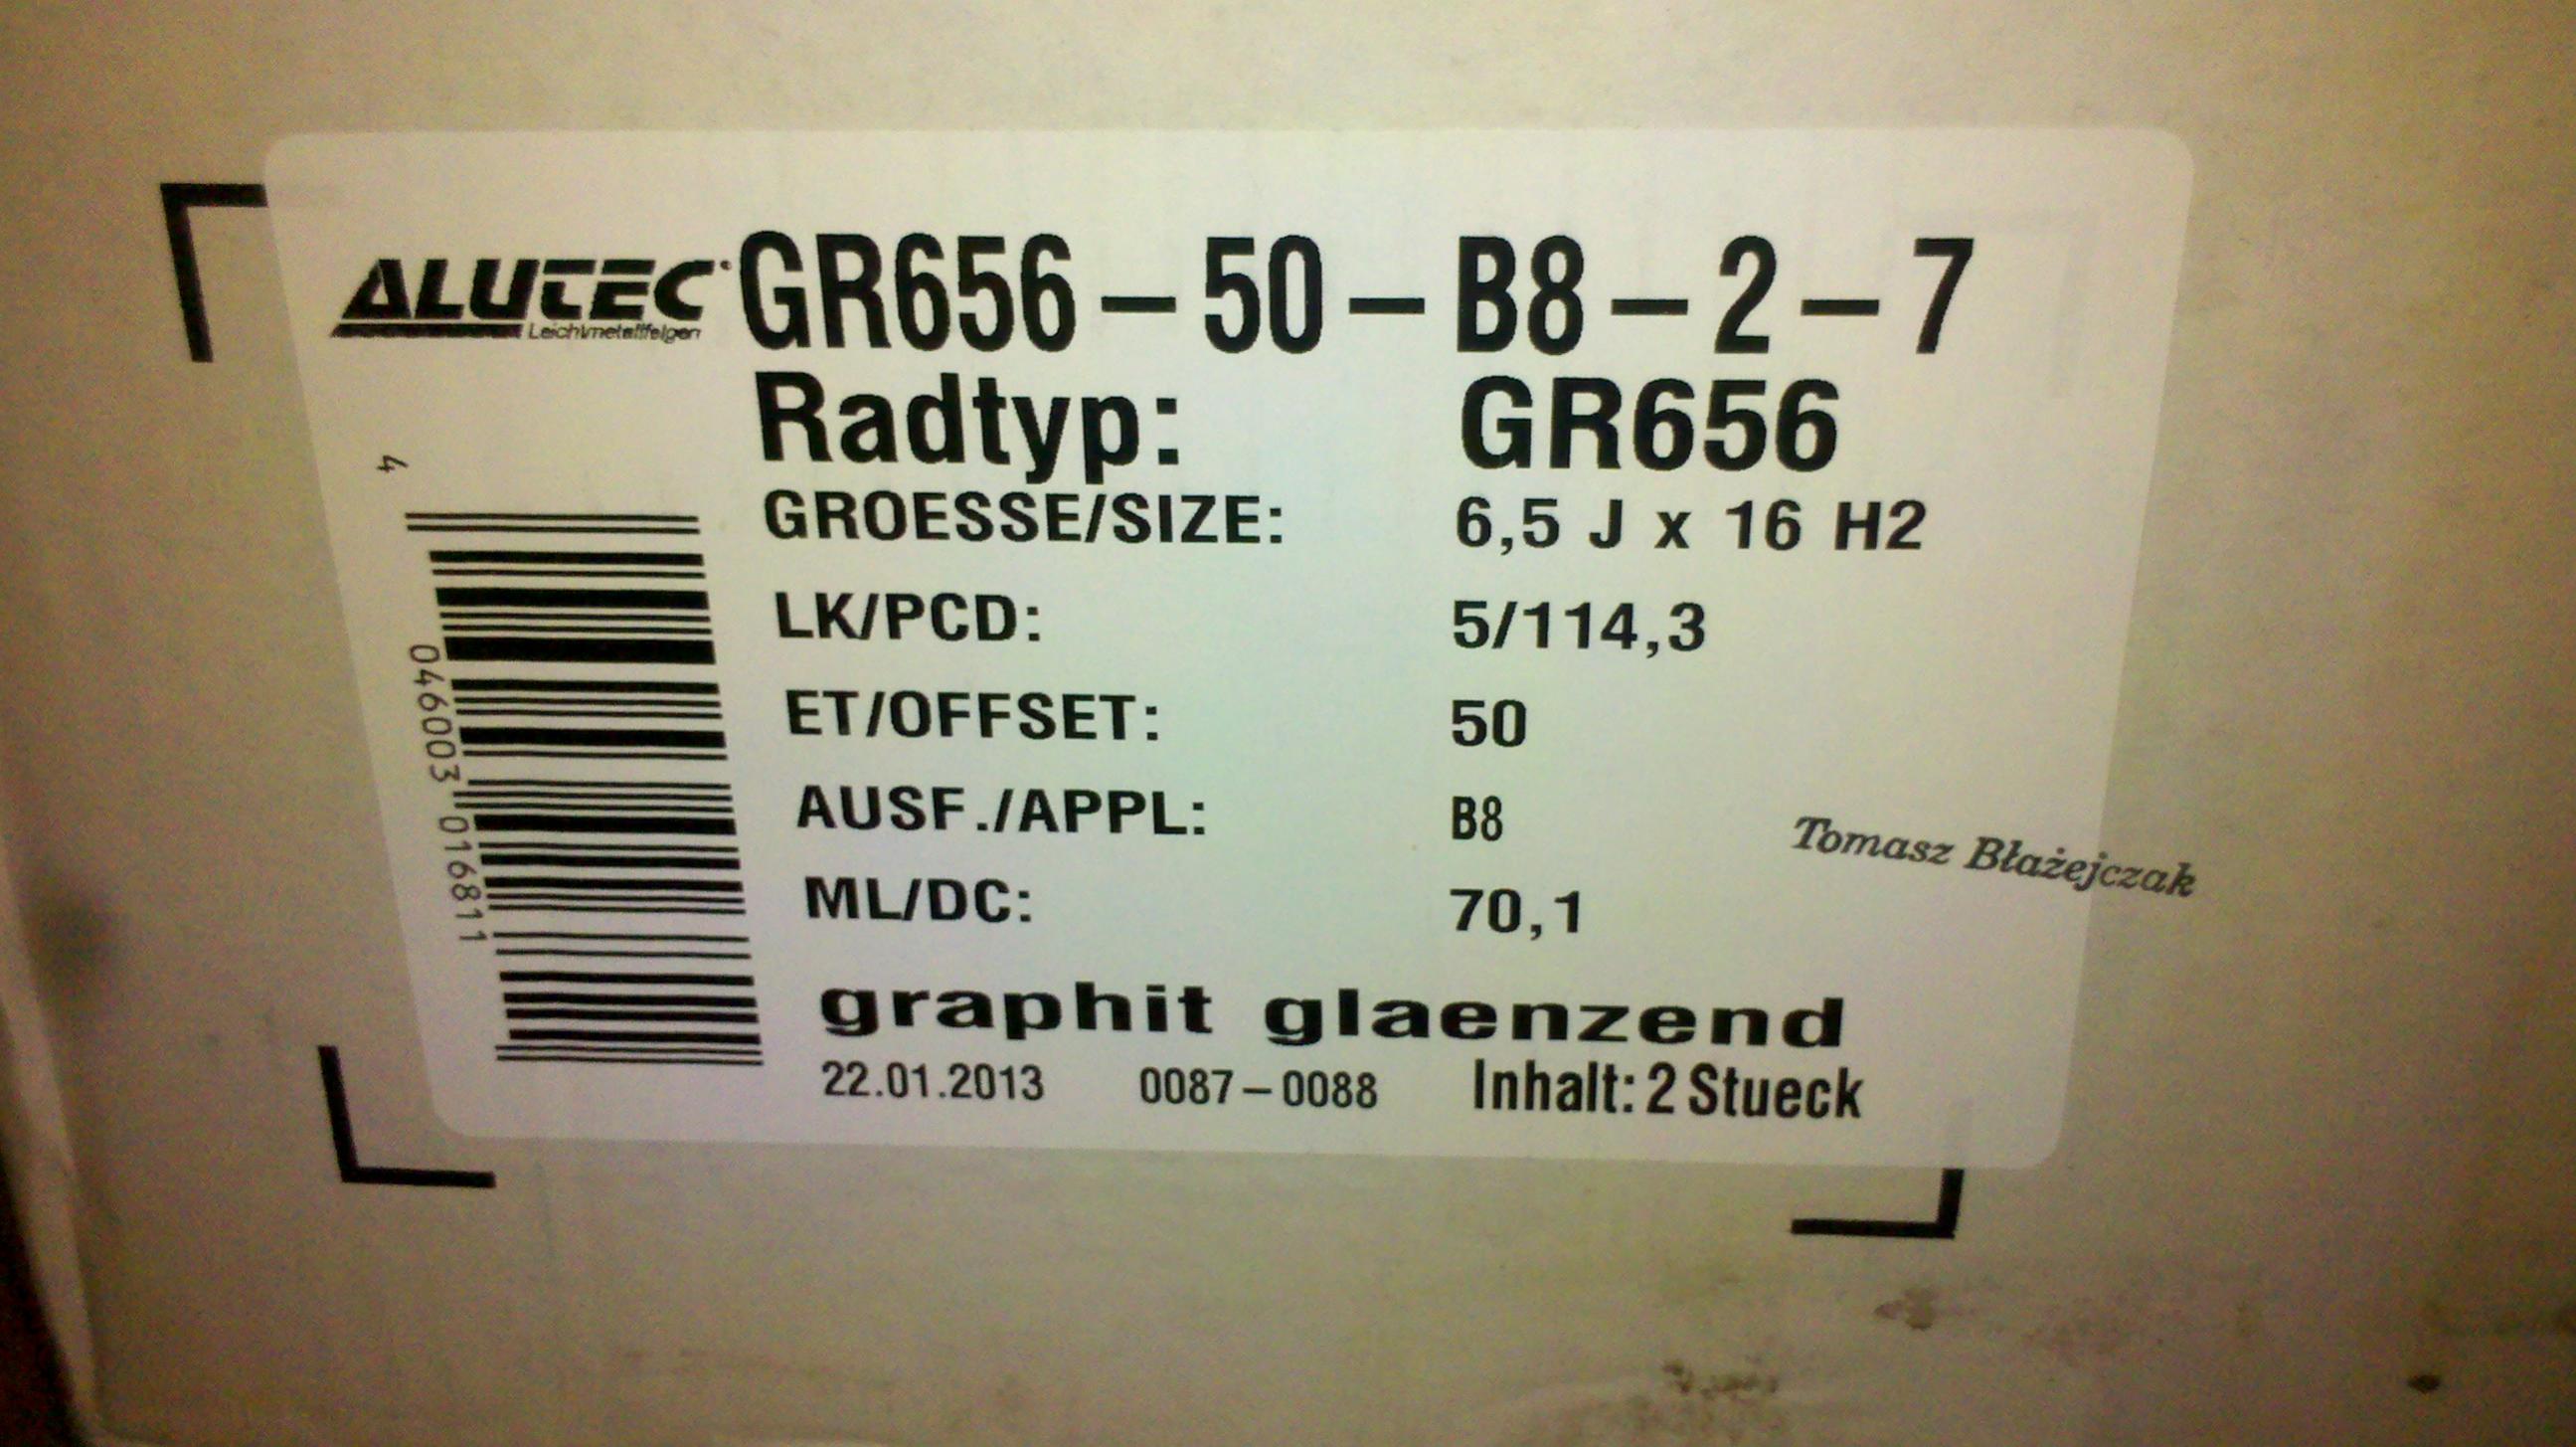 ALUTEC
Leichtmetallfelgen
GR656-50-B8-2-7
Radtyp: GR656
GROESSE/SIZE: 6,5 J x 16 H2
LK/PCD: 5/114,3
ET/OFFSET: 50
AUSF./APPL: B8
ML/DC: 70,1
graphit glaenzend
22.01.2013 0087-0088 Inhalt: 2 Stueck
4 046003 016811
Tomasz Błażejczak